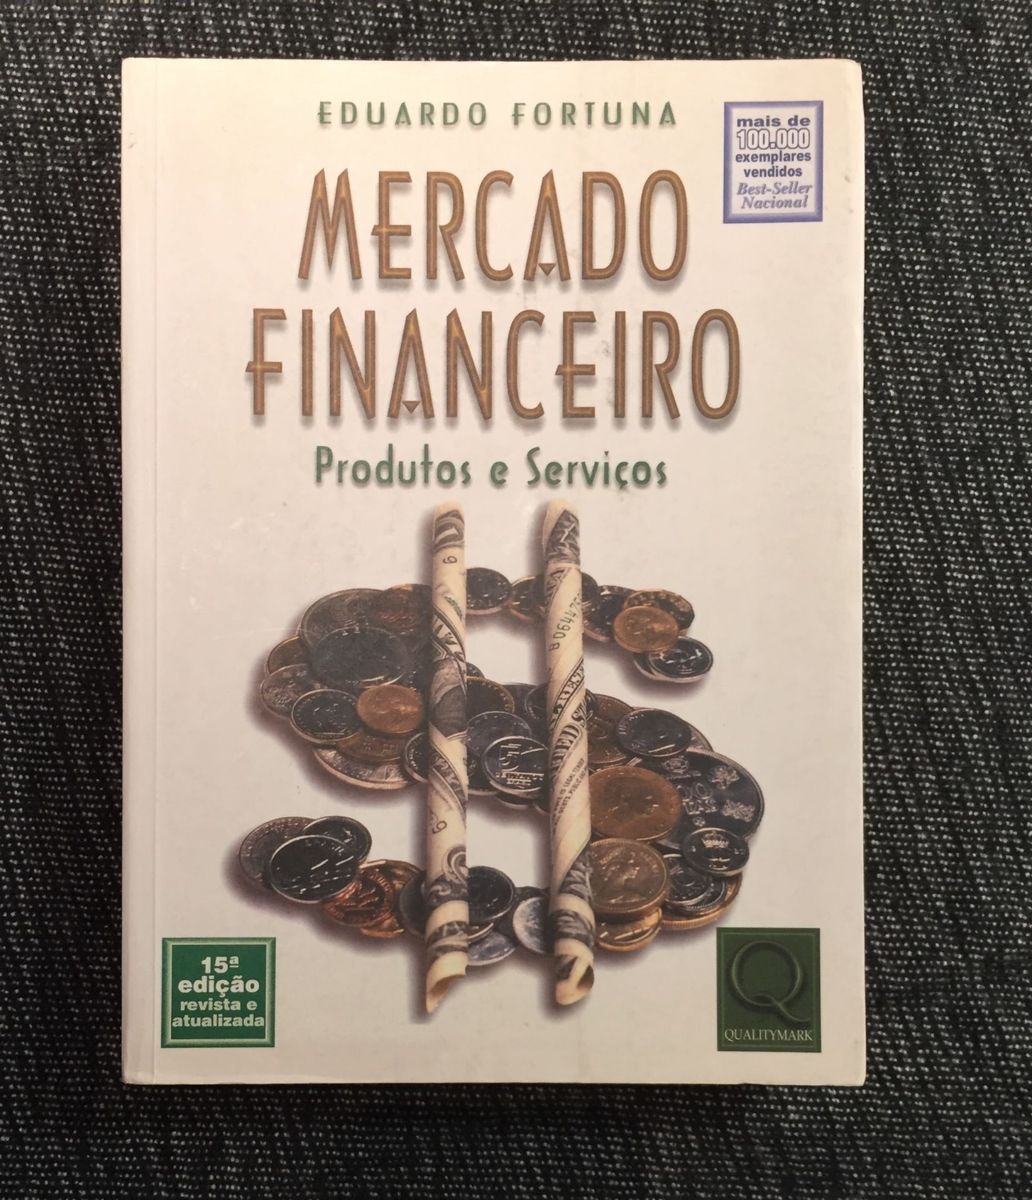 EDUARDO FORTUNA
mais de
100.000
exemplares
vendidos
Best-Seller
Nacional
MERCADO
FINANCEIRO
Produtos e Serviços
15ª
edição
revista e
atualizada
Q
QUALITYMARK